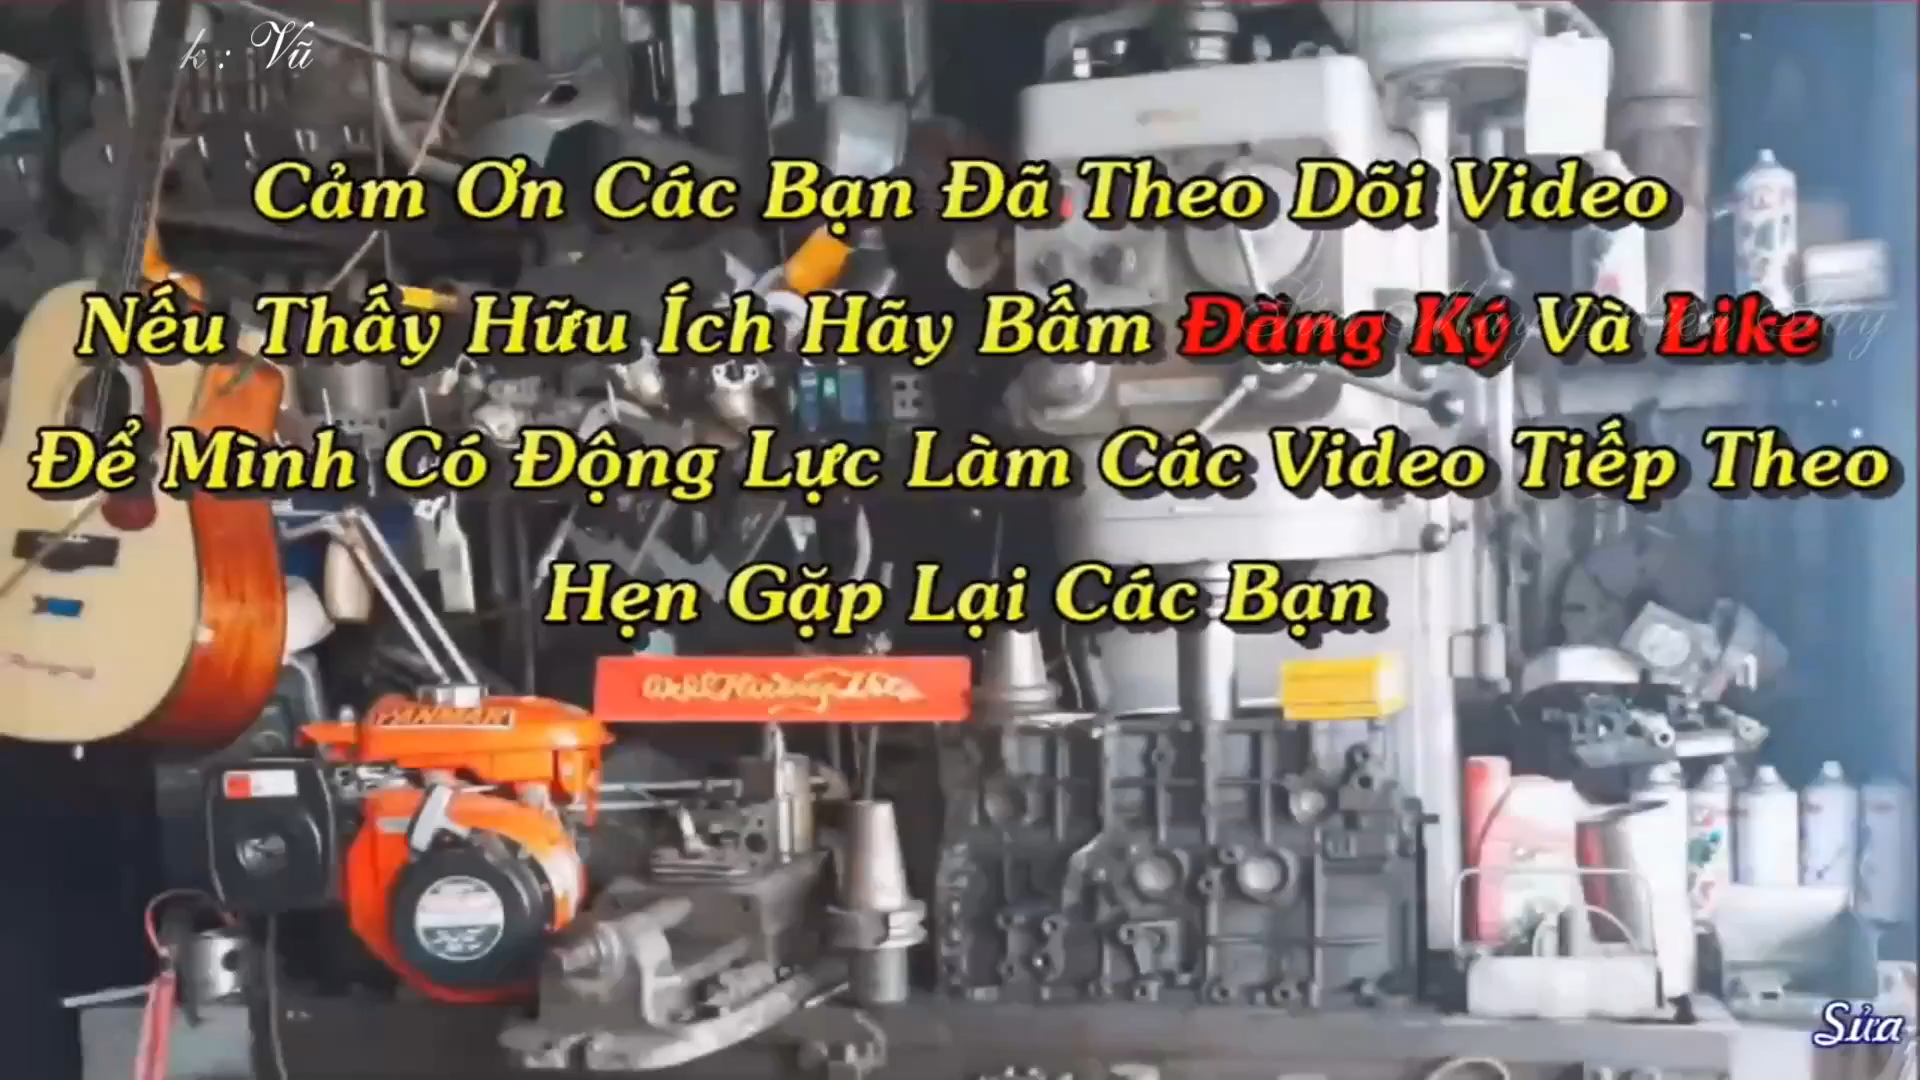 k : Vũ
Cảm Ơn Các Bạn Đã Theo Dõi Video
Nếu Thấy Hữu Ích Hãy Bấm Đăng Ký Và Like
Để Mình Có Động Lực Làm Các Video Tiếp Theo
Hẹn Gặp Lại Các Bạn
YANMAR
Sửa